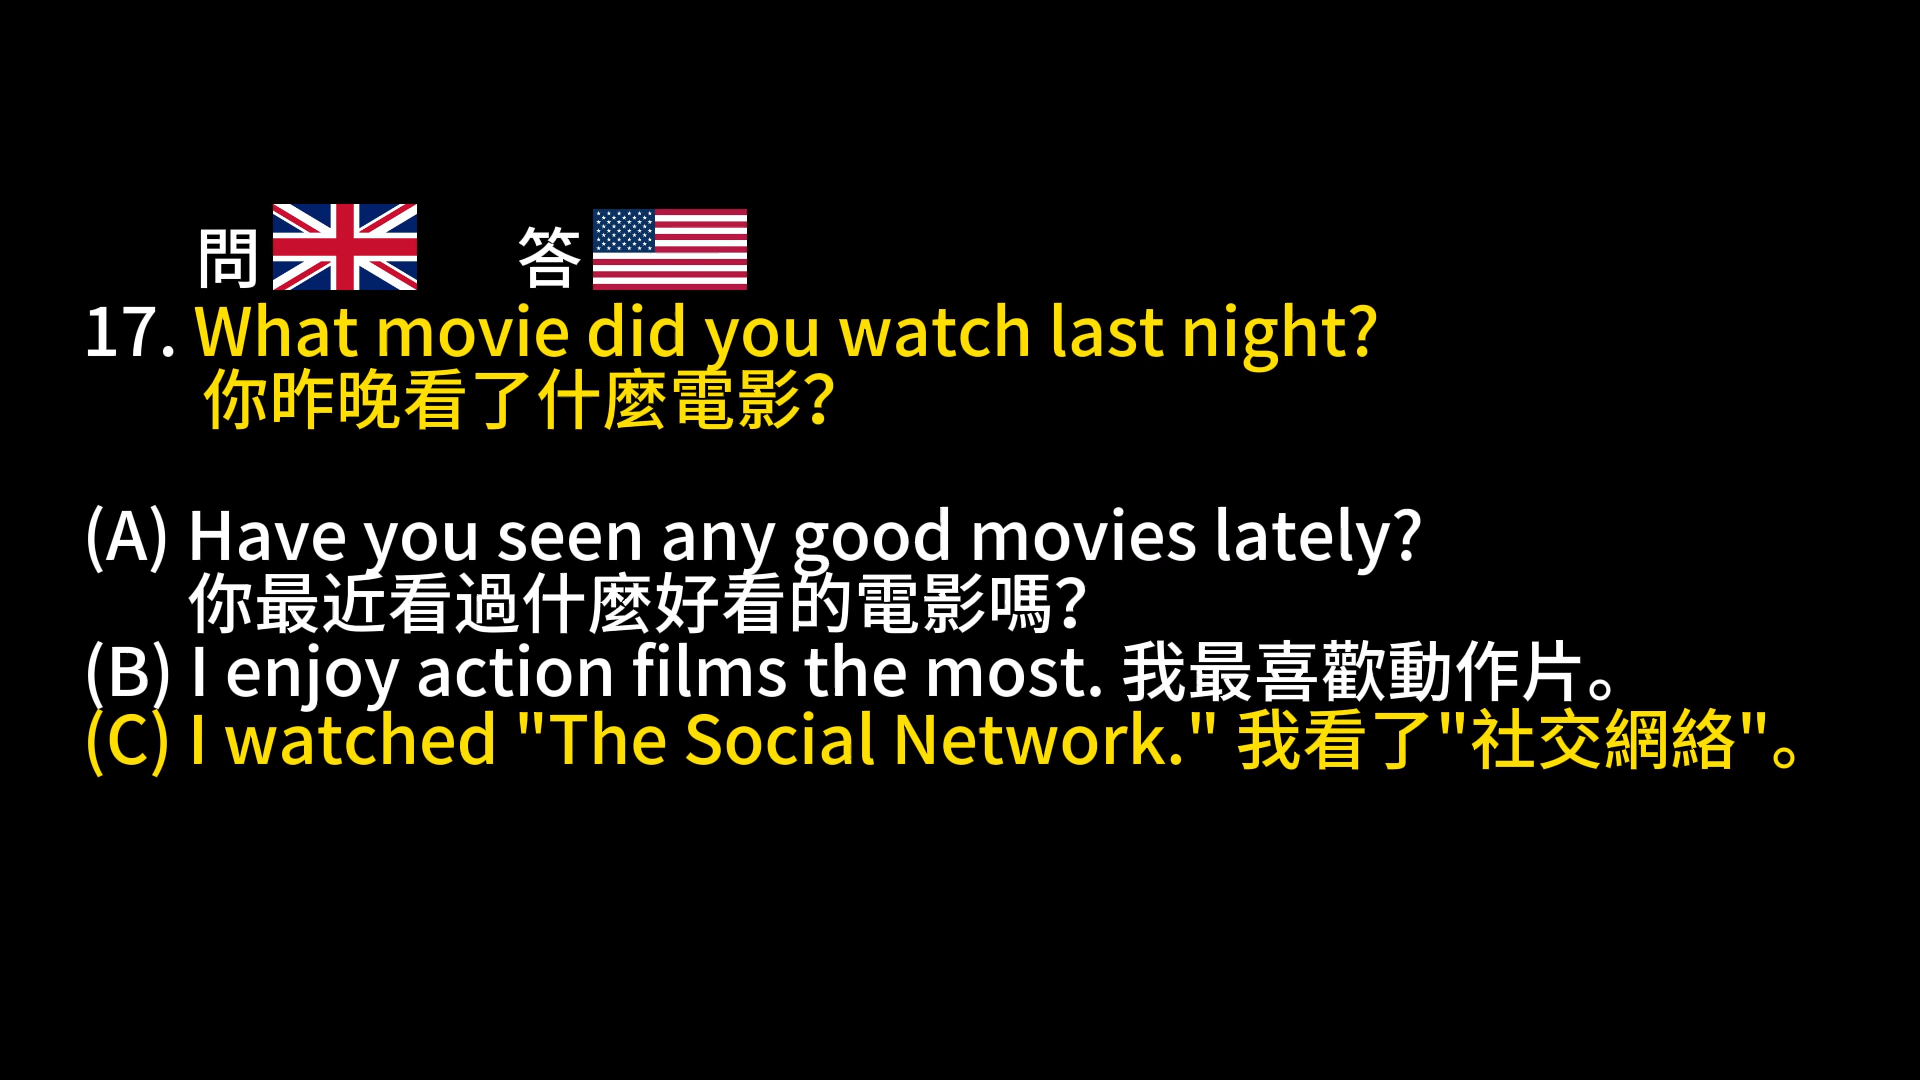 問 答
17. What movie did you watch last night?
你昨晚看了什麼電影?
(A) Have you seen any good movies lately?
你最近看過什麼好看的電影嗎?
(B) I enjoy action films the most. 我最喜歡動作片。
(C) I watched "The Social Network." 我看了"社交網絡"。